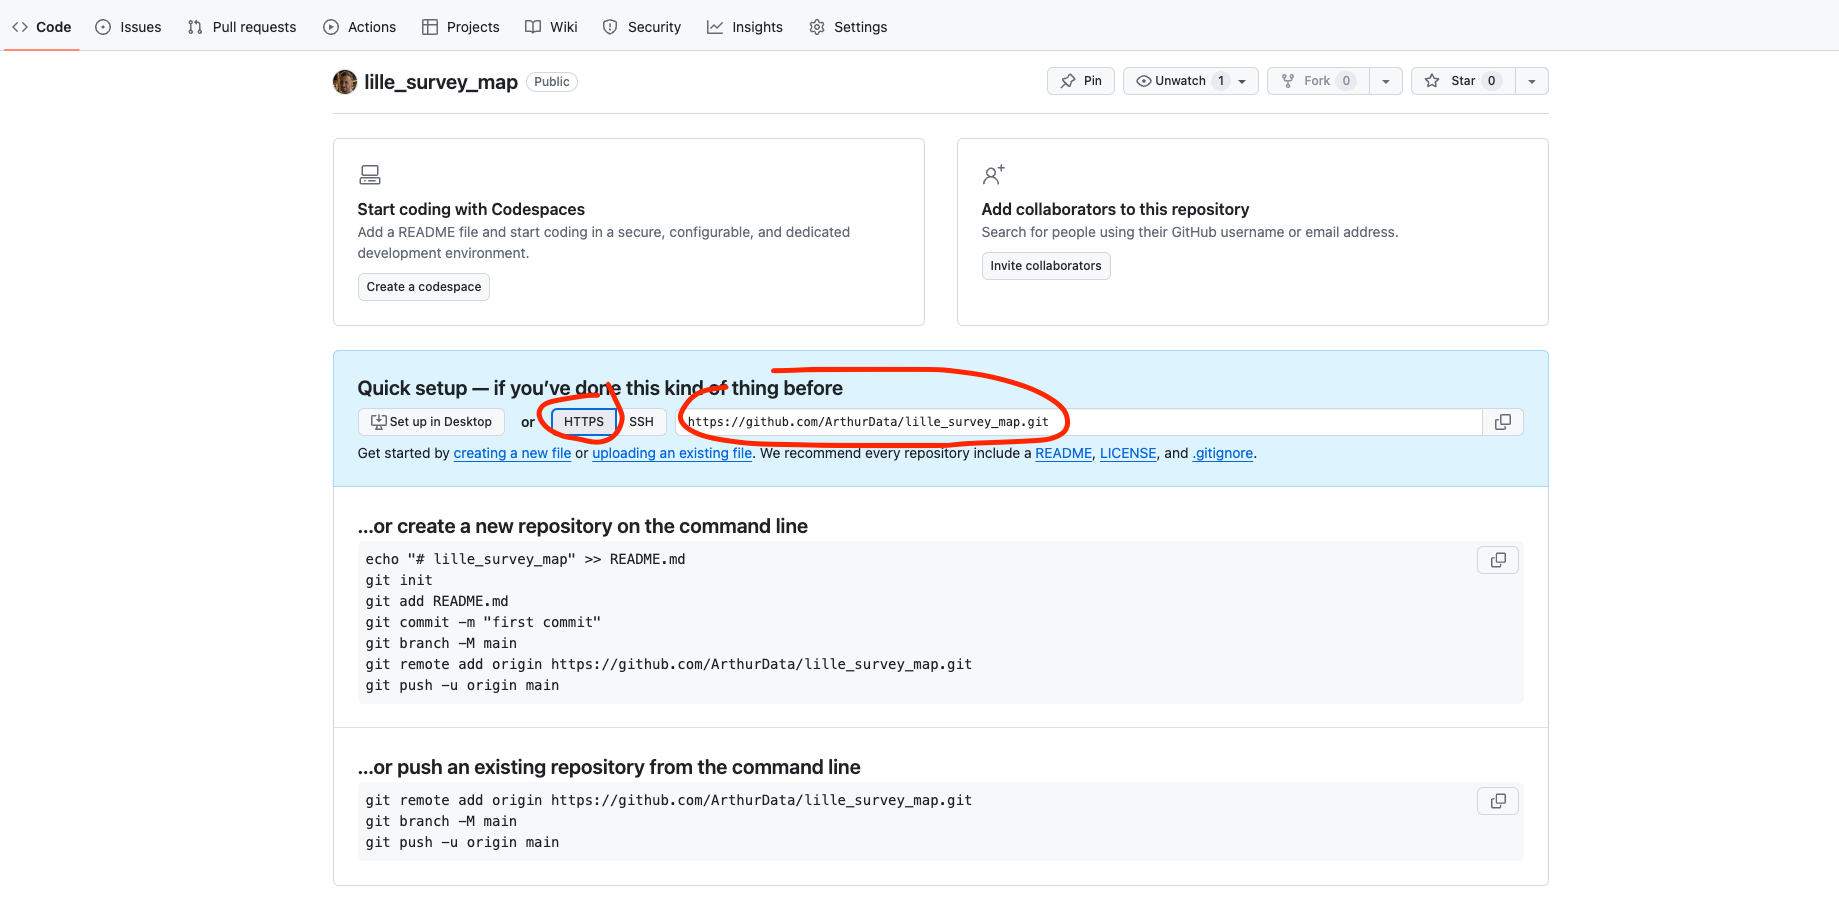 Code Issues Pull requests Actions Projects Wiki Security Insights Settings
lille_survey_map Public Pin Unwatch 1 Fork 0 Star 0
Start coding with Codespaces
Add a README file and start coding in a secure, configurable, and dedicated
development environment.
Create a codespace
Add collaborators to this repository
Search for people using their GitHub username or email address.
Invite collaborators
Quick setup — if you’ve done this kind of thing before
Set up in Desktop or HTTPS SSH https://github.com/ArthurData/lille_survey_map.git
Get started by creating a new file or uploading an existing file. We recommend every repository include a README, LICENSE, and .gitignore.
...or create a new repository on the command line
echo "# lille_survey_map" >> README.md
git init
git add README.md
git commit -m "first commit"
git branch -M main
git remote add origin https://github.com/ArthurData/lille_survey_map.git
git push -u origin main
...or push an existing repository from the command line
git remote add origin https://github.com/ArthurData/lille_survey_map.git
git branch -M main
git push -u origin main